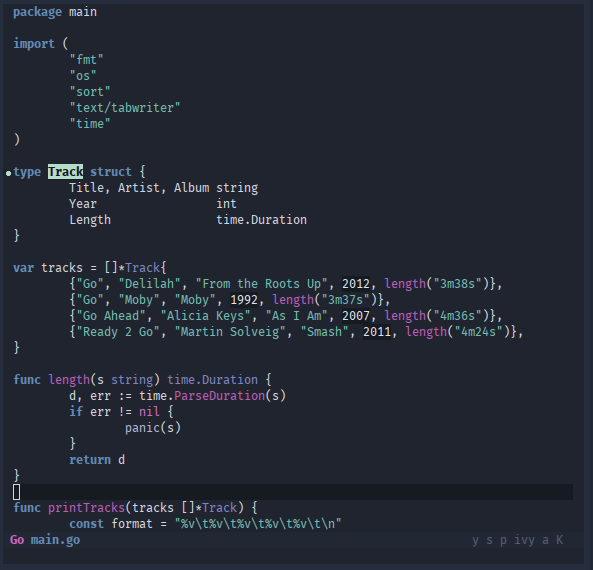 package main
import (
"fmt"
"os"
"sort"
"text/tabwriter"
"time"
)
type Track struct {
Title, Artist, Album string
Year int
Length time.Duration
}
var tracks = []*Track{
{"Go", "Delilah", "From the Roots Up", 2012, length("3m38s")},
{"Go", "Moby", "Moby", 1992, length("3m37s")},
{"Go Ahead", "Alicia Keys", "As I Am", 2007, length("4m36s")},
{"Ready 2 Go", "Martin Solveig", "Smash", 2011, length("4m24s")},
}
func length(s string) time.Duration {
d, err := time.ParseDuration(s)
if err != nil {
panic(s)
}
return d
}
func printTracks(tracks []*Track) {
const format = "%v\t%v\t%v\t%v\t%v\t\n"
Go main.go y s p ivy a K